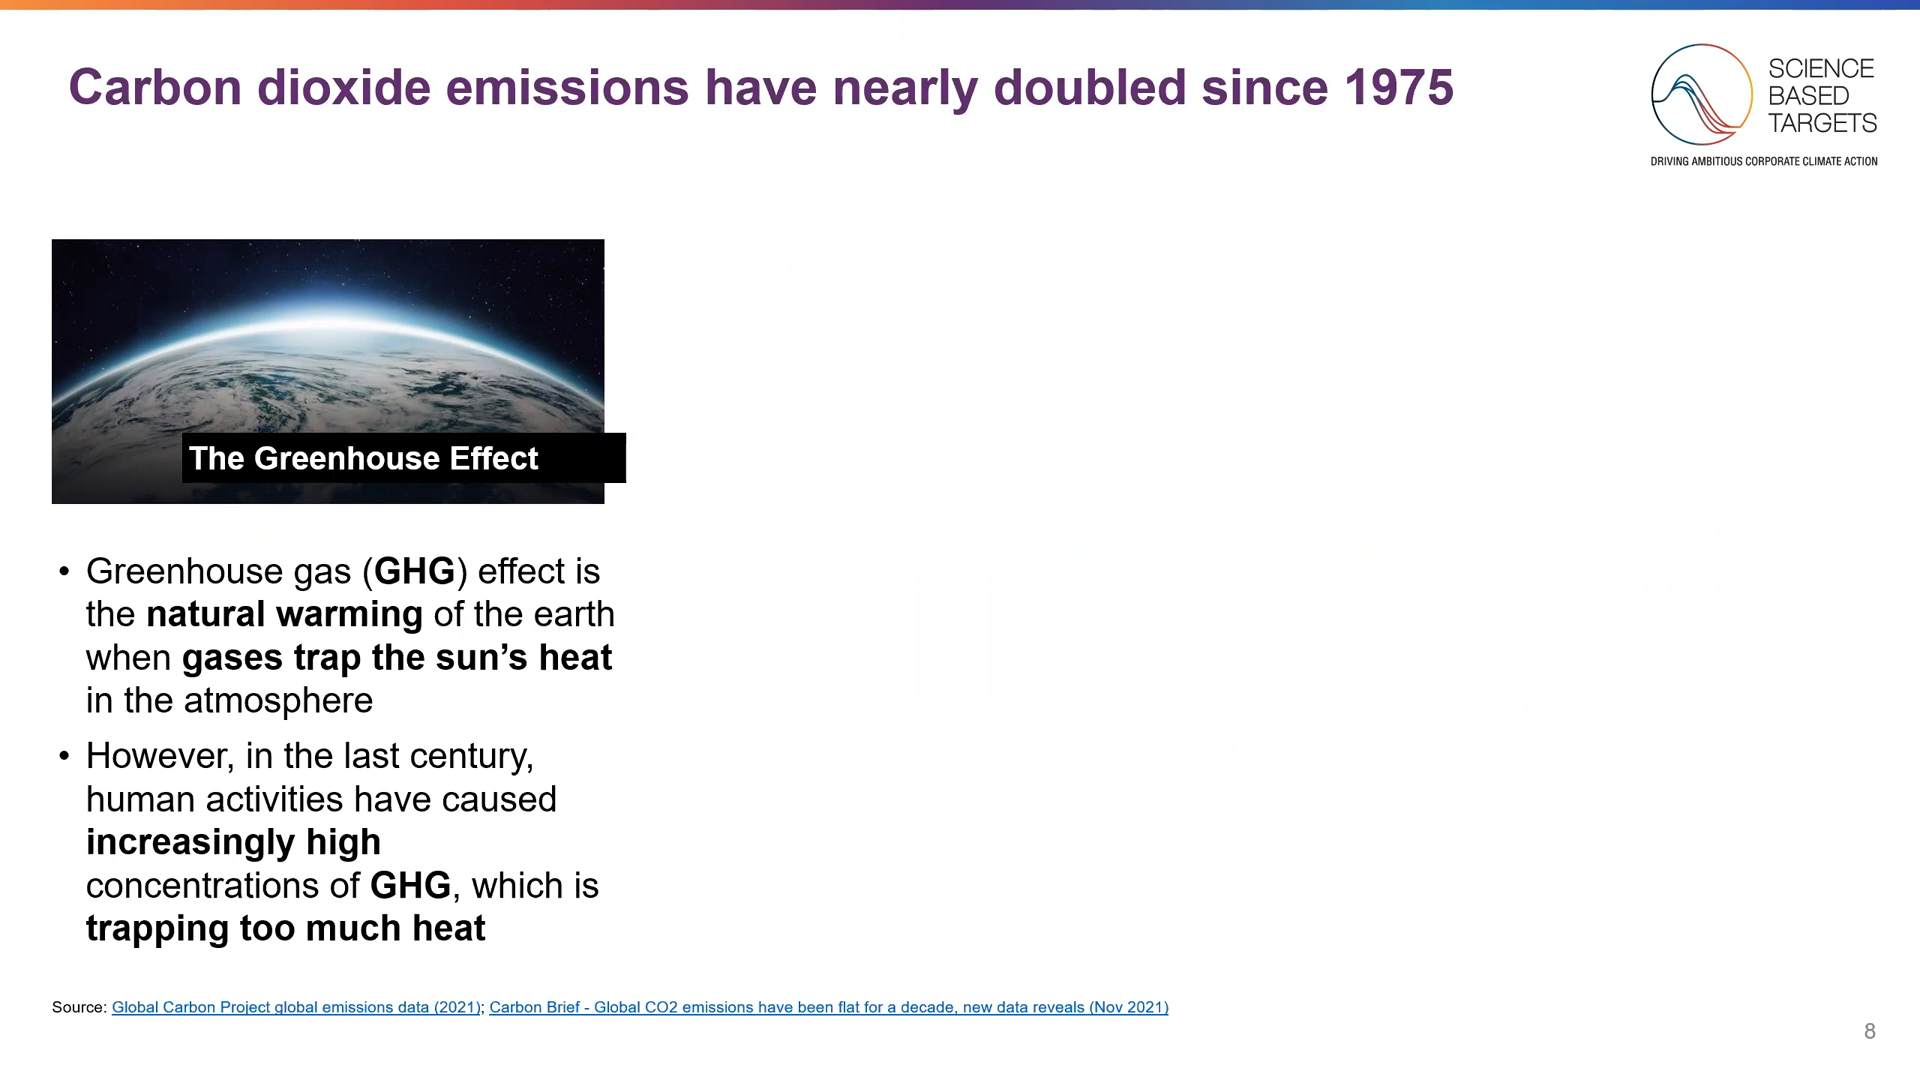 Carbon dioxide emissions have nearly doubled since 1975
SCIENCE
BASED
TARGETS
DRIVING AMBITIOUS CORPORATE CLIMATE ACTION
The Greenhouse Effect
• Greenhouse gas (GHG) effect is
the natural warming of the earth
when gases trap the sun’s heat
in the atmosphere
• However, in the last century,
human activities have caused
increasingly high
concentrations of GHG, which is
trapping too much heat
Source: Global Carbon Project global emissions data (2021); Carbon Brief - Global CO2 emissions have been flat for a decade, new data reveals (Nov 2021)
8